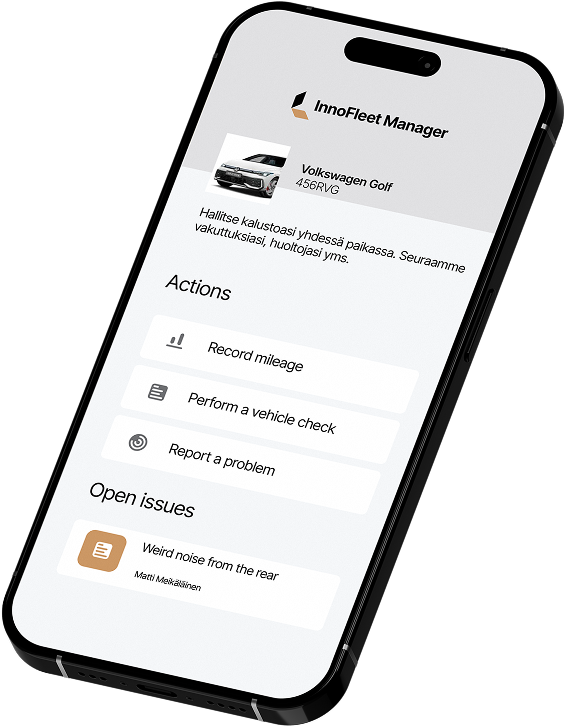 InnoFleet Manager
Volkswagen Golf
456RVG
Hallitse kalustoasi yhdessä paikassa. Seuraamme
vakuttuksiasi, huoltojasi yms.
Actions
Record mileage
Perform a vehicle check
Report a problem
Open issues
Weird noise from the rear
Matti Meikäläinen